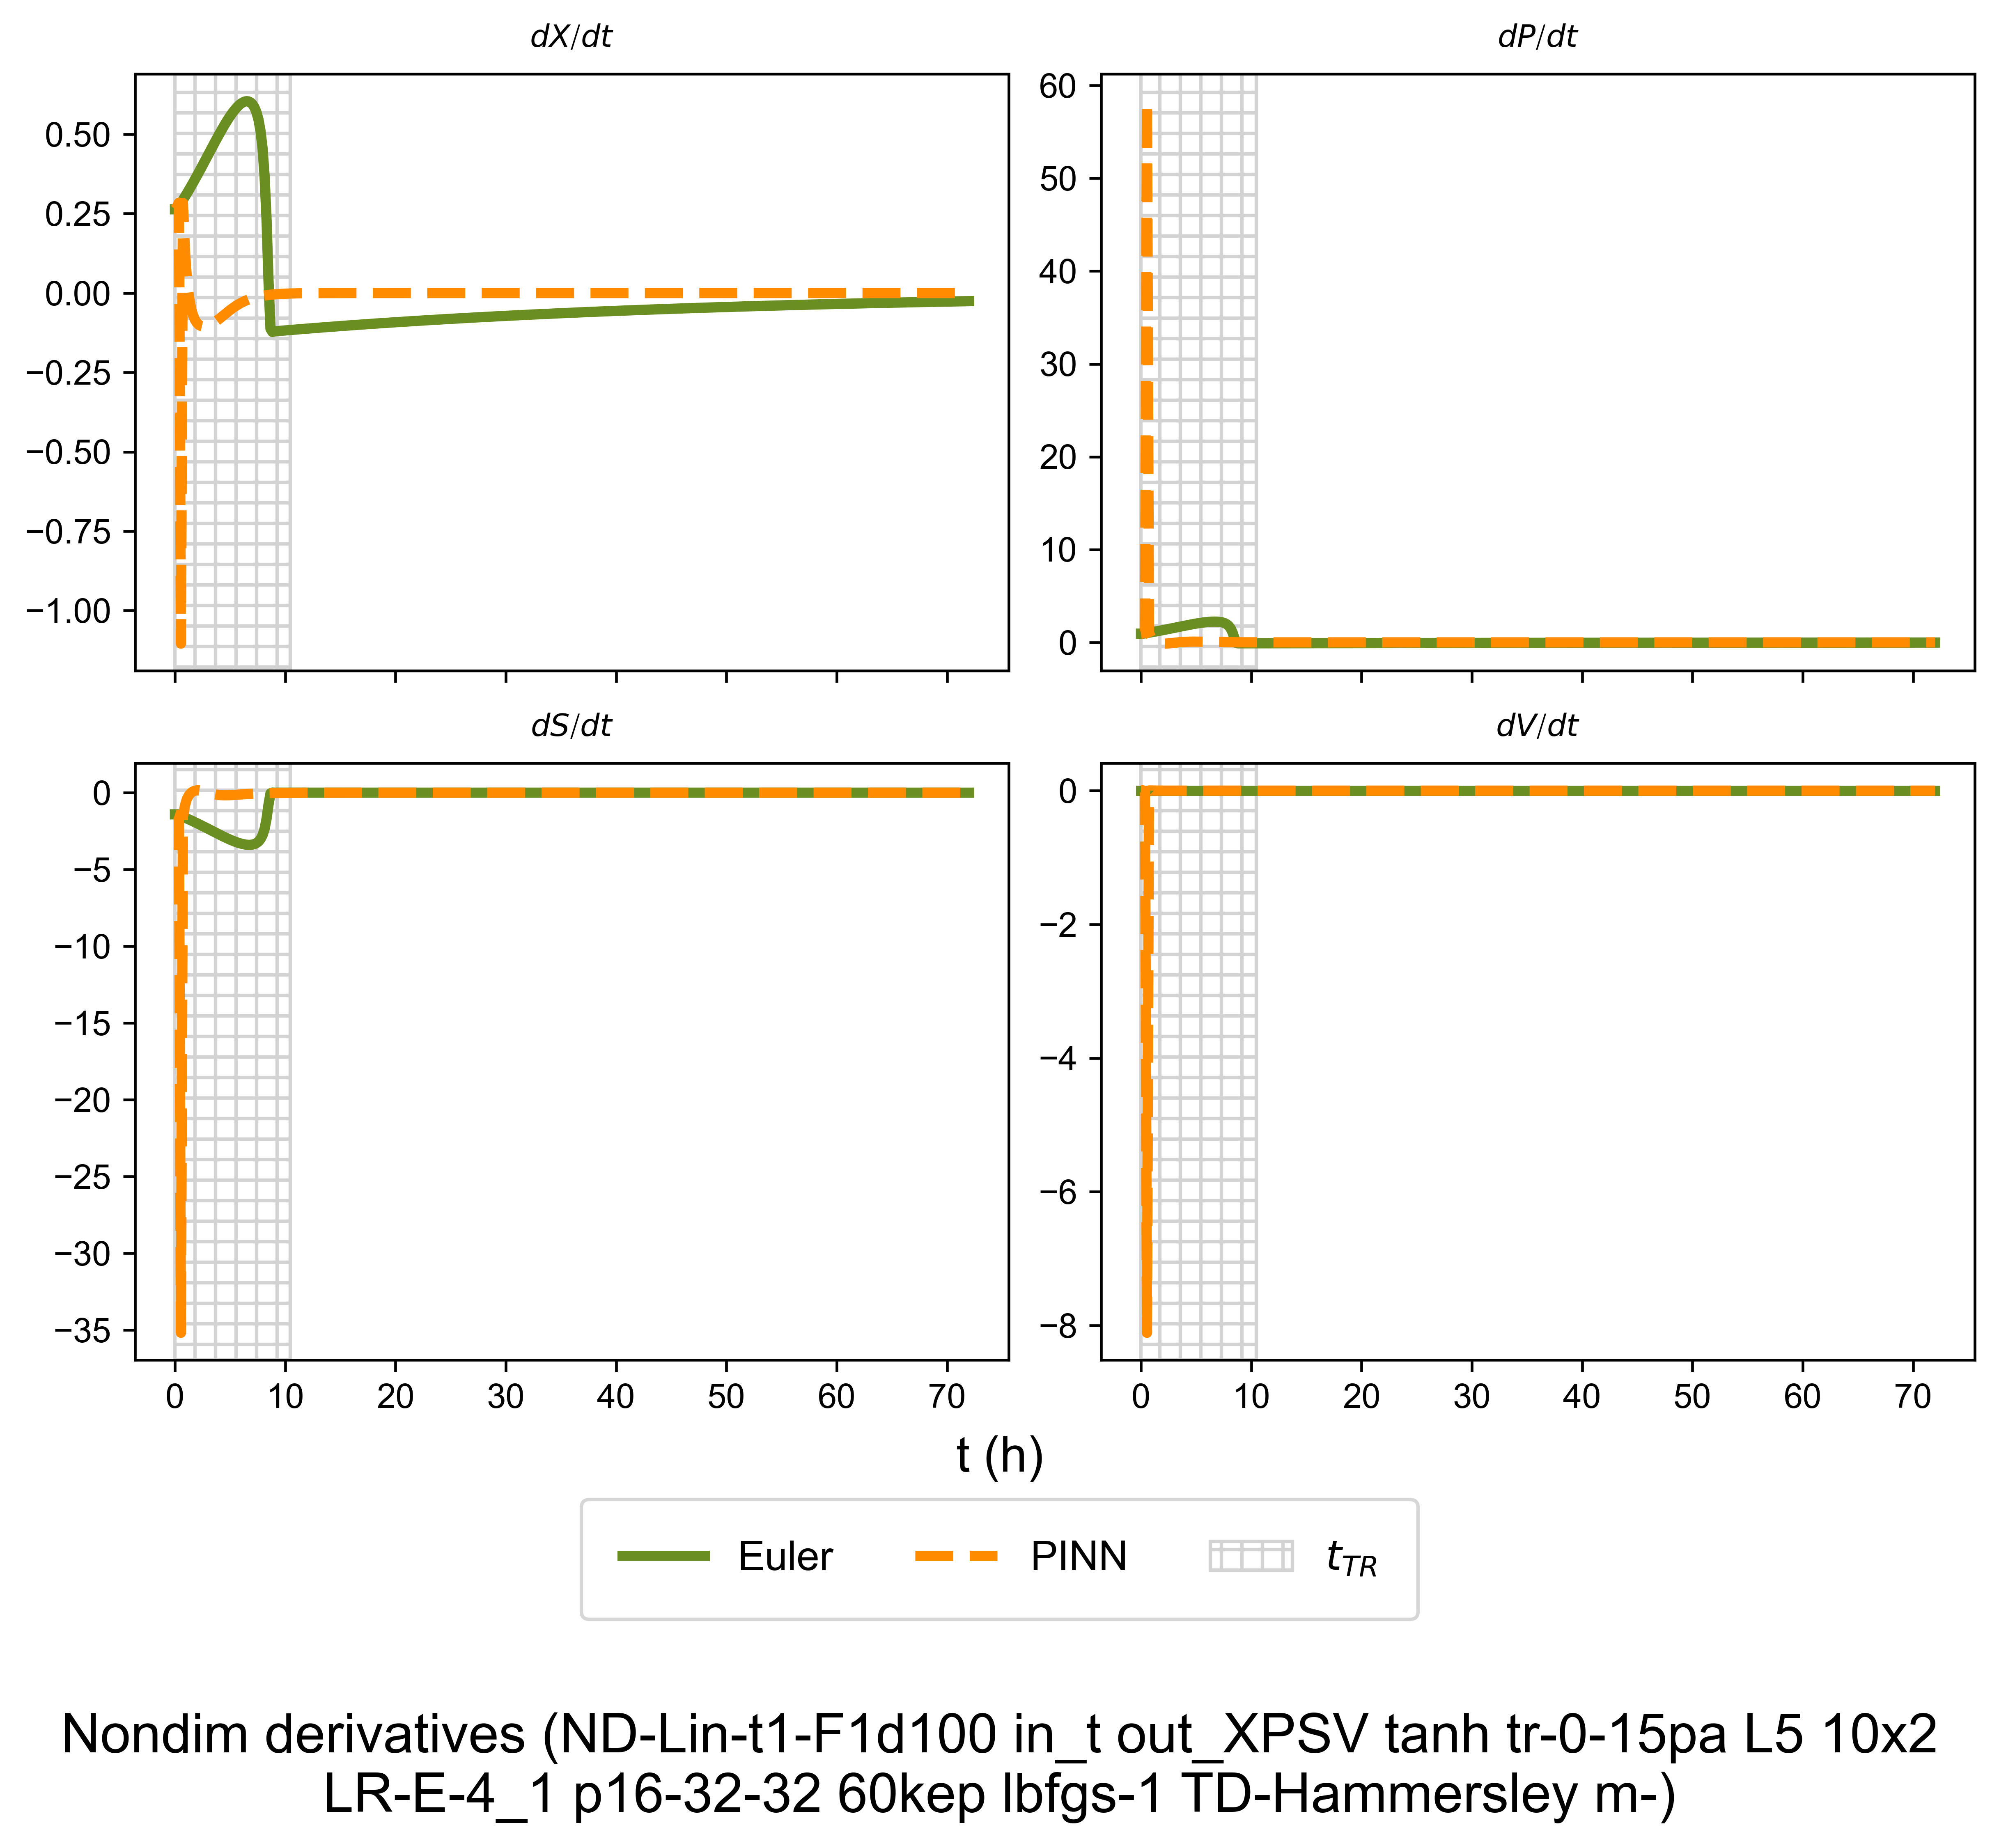 dX/dt
dP/dt
0.50
0.25
0.00
−0.25
−0.50
−0.75
−1.00
60
50
40
30
20
10
0
dS/dt
dV/dt
0
−5
−10
−15
−20
−25
−30
−35
0
−2
−4
−6
−8
0 10 20 30 40 50 60 70
0 10 20 30 40 50 60 70
t (h)
Euler PINN t_{TR}
Nondim derivatives (ND-Lin-t1-F1d100 in_t out_XPSV tanh tr-0-15pa L5 10x2
LR-E-4_1 p16-32-32 60kep lbfgs-1 TD-Hammersley m-)